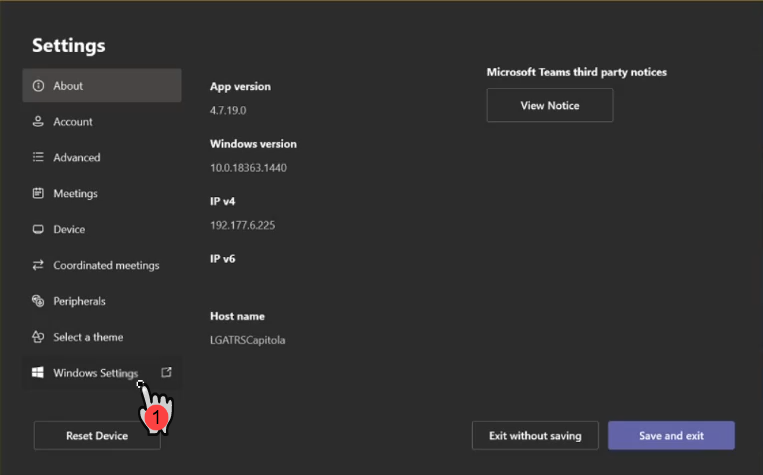 Settings
About
Account
Advanced
Meetings
Device
Coordinated meetings
Peripherals
Select a theme
Windows Settings
Reset Device
App version
4.7.19.0
Windows version
10.0.18363.1440
IP v4
192.177.6.225
IP v6
Host name
LGATRSCapitola
Microsoft Teams third party notices
View Notice
1
Exit without saving
Save and exit